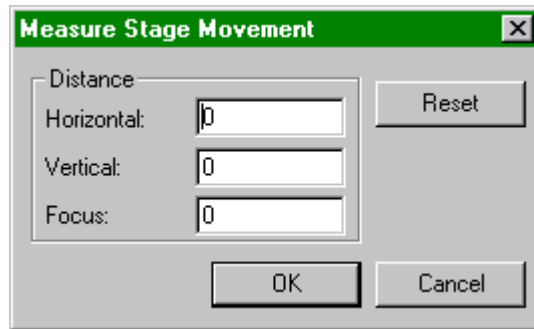 Measure Stage Movement
Distance
Horizontal: 0
Reset
Vertical: 0
Focus: 0
OK Cancel